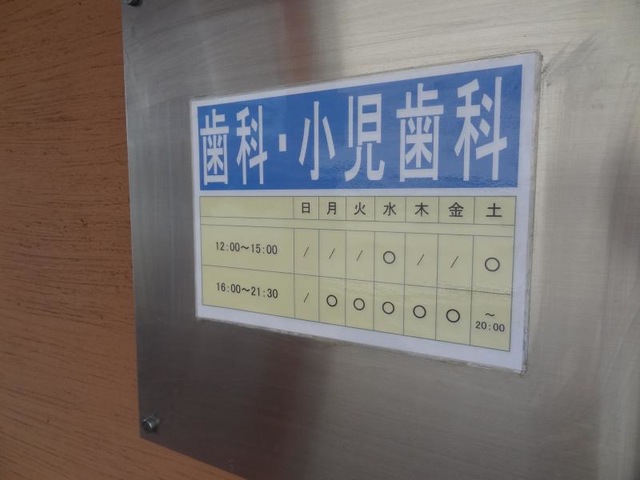 歯科・小児歯科
日 月 火 水 木 金 土
12:00～15:00 / / / ○ / / ○
16:00～21:30 / ○ ○ ○ ○ ○ ～20:00